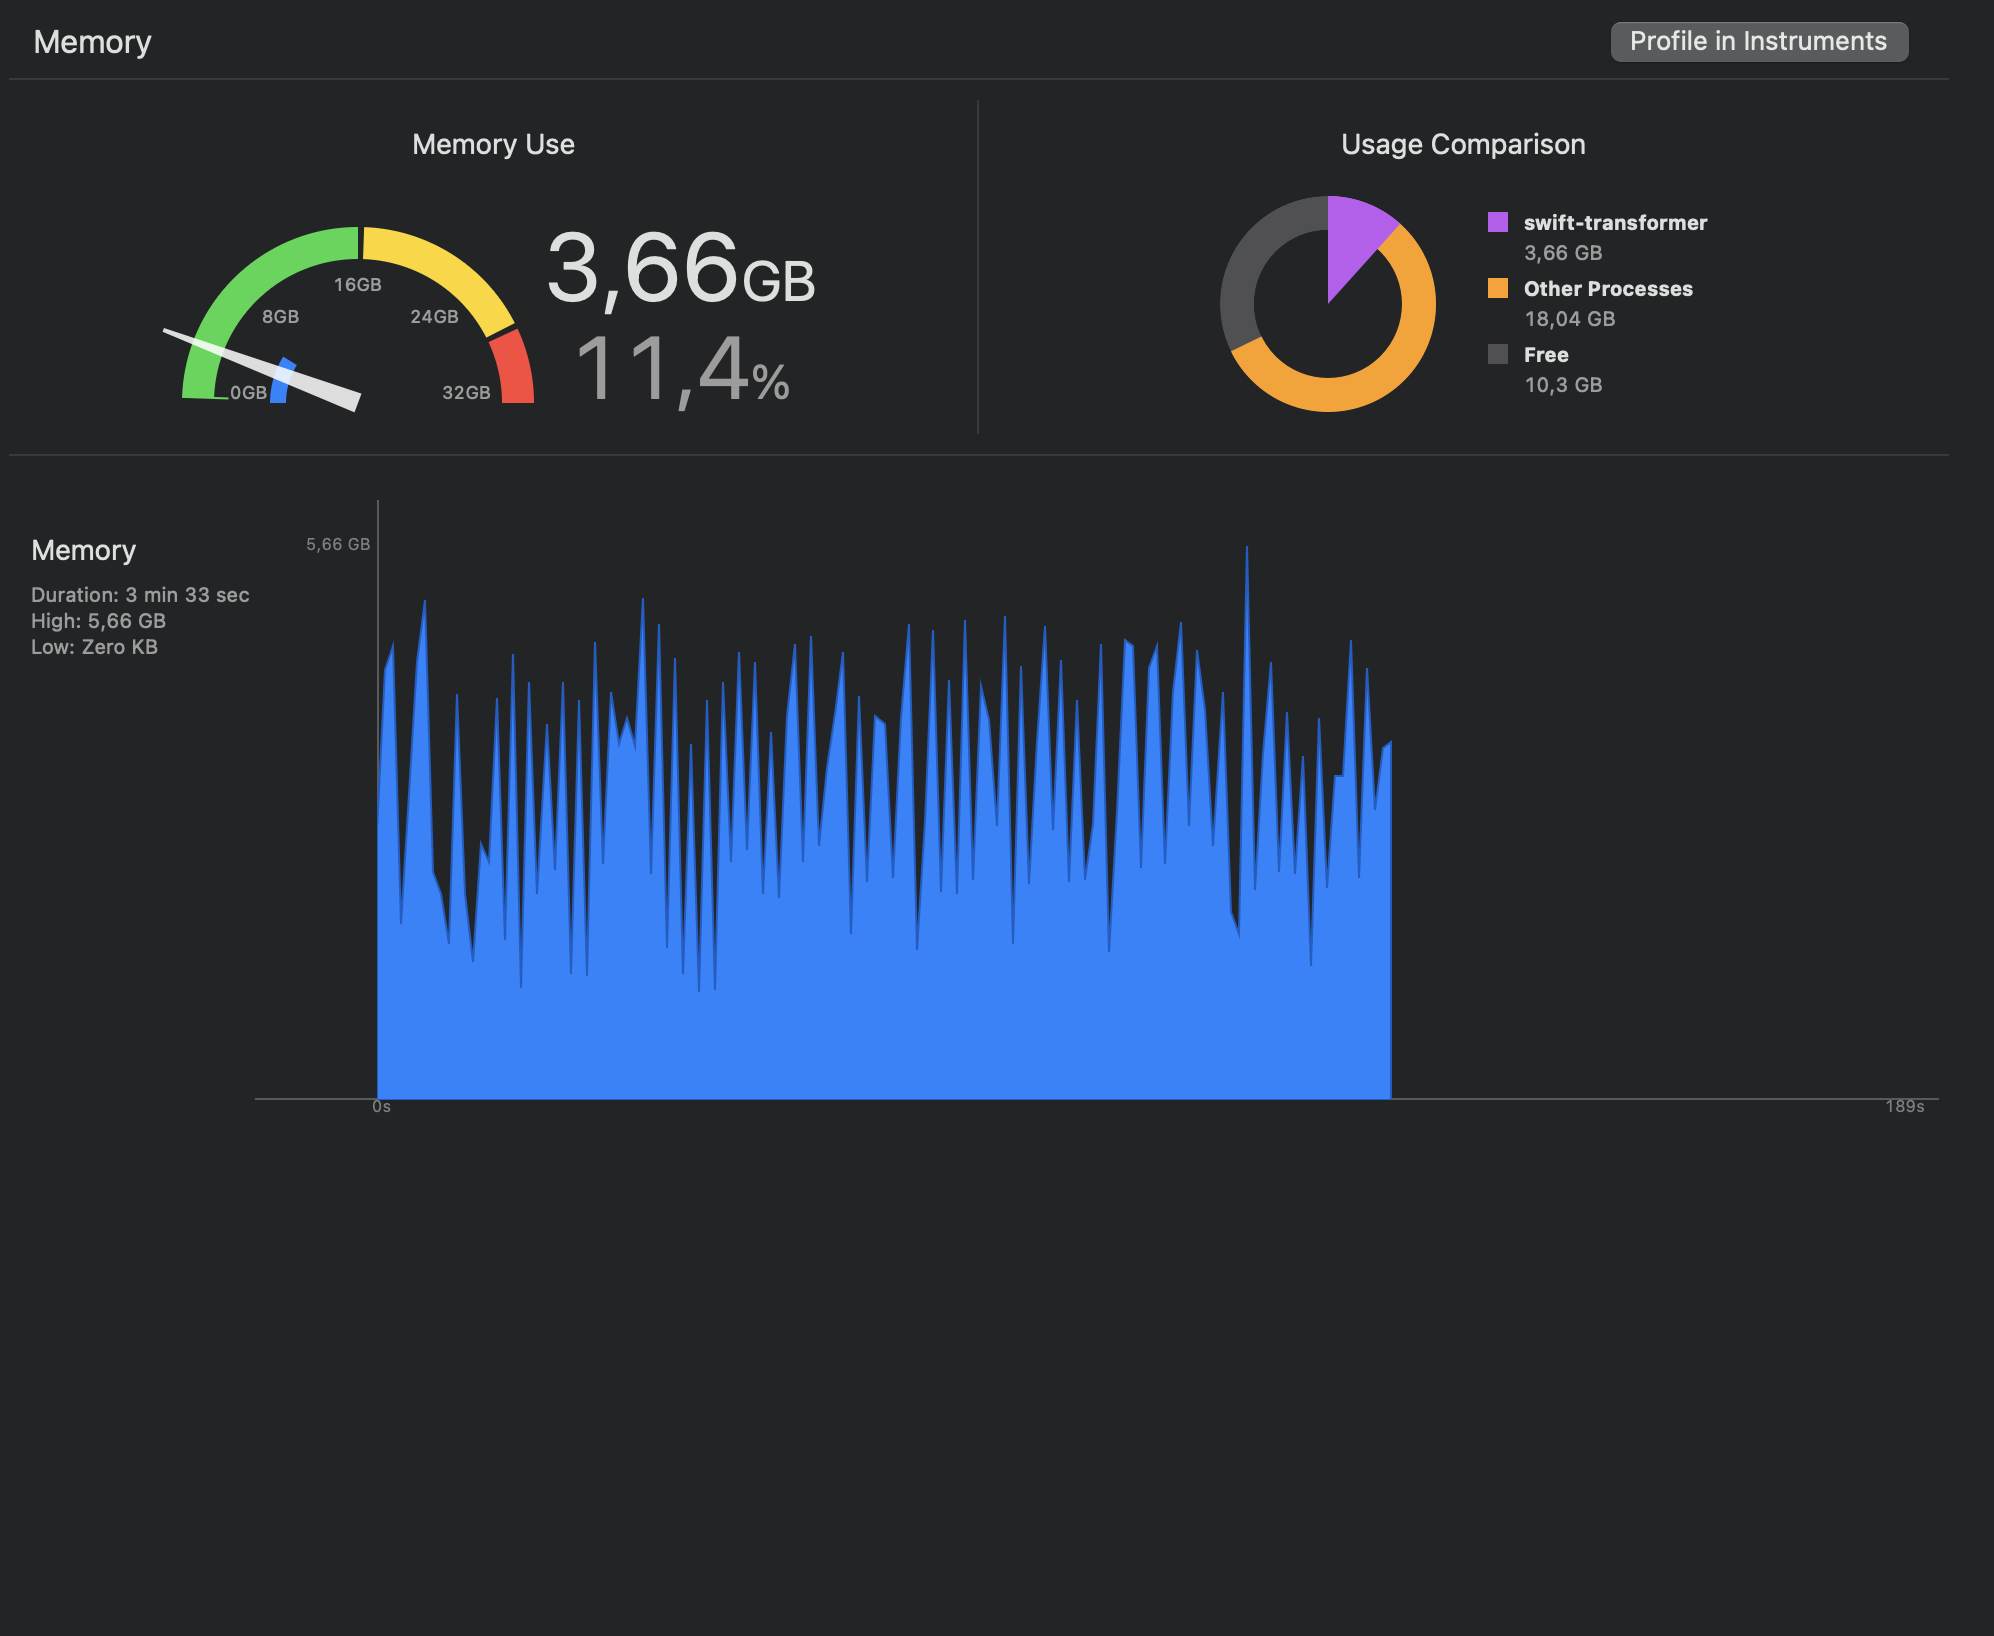 Memory
Profile in Instruments
Memory Use
0GB
8GB
16GB
24GB
32GB
3,66GB
11,4%
Usage Comparison
swift-transformer
3,66 GB
Other Processes
18,04 GB
Free
10,3 GB
Memory
Duration: 3 min 33 sec
High: 5,66 GB
Low: Zero KB
5,66 GB
0s
189s